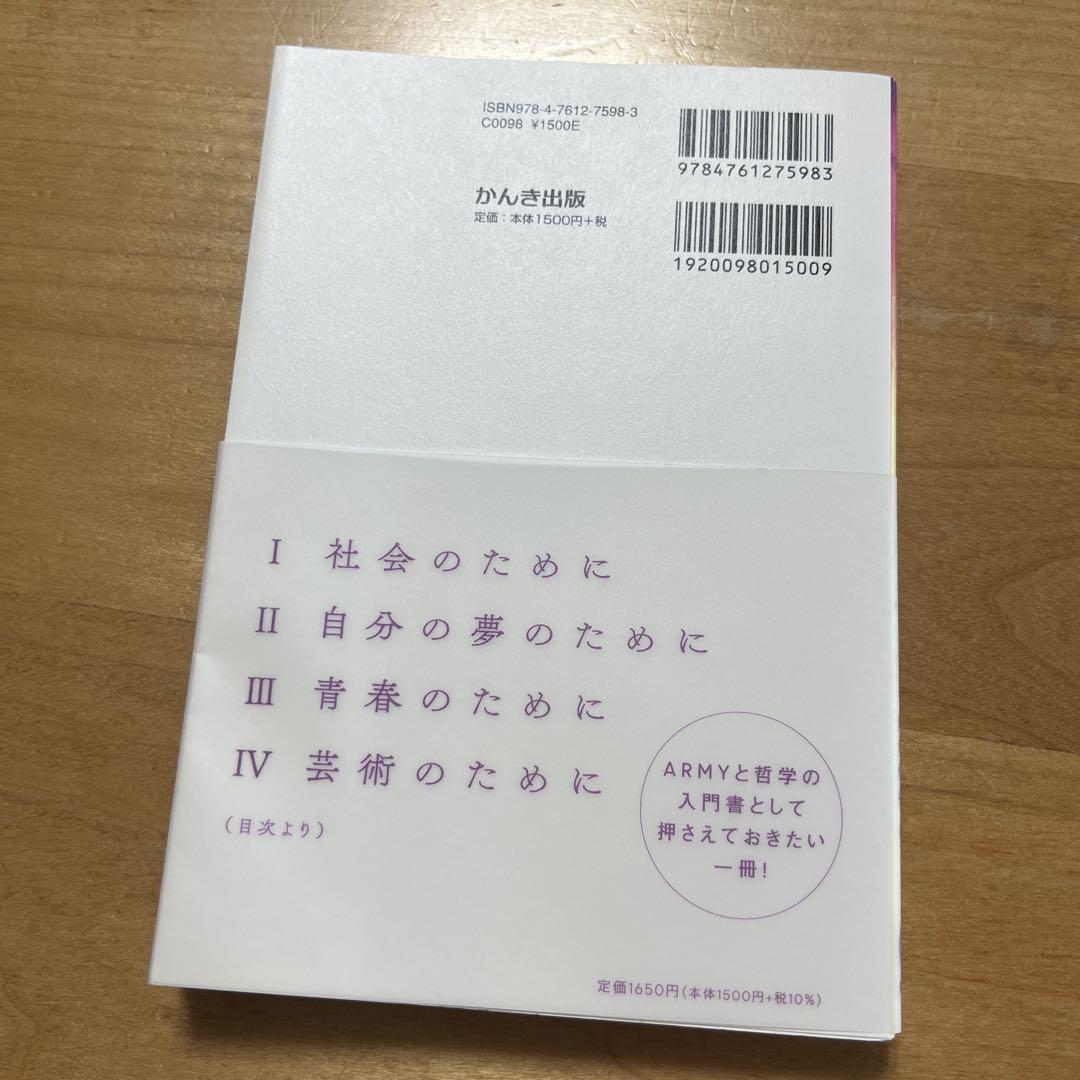 ISBN978-4-7612-7598-3
C0098 ¥1500E
9784761275983
かんき出版
定価：本体1500円+税
1920098015009
I 社会のために
II 自分の夢のために
III 青春のために
IV 芸術のために
（目次より）
ARMYと哲学の
入門書として
押さえておきたい
一冊！
定価1650円（本体1500円+税10%）